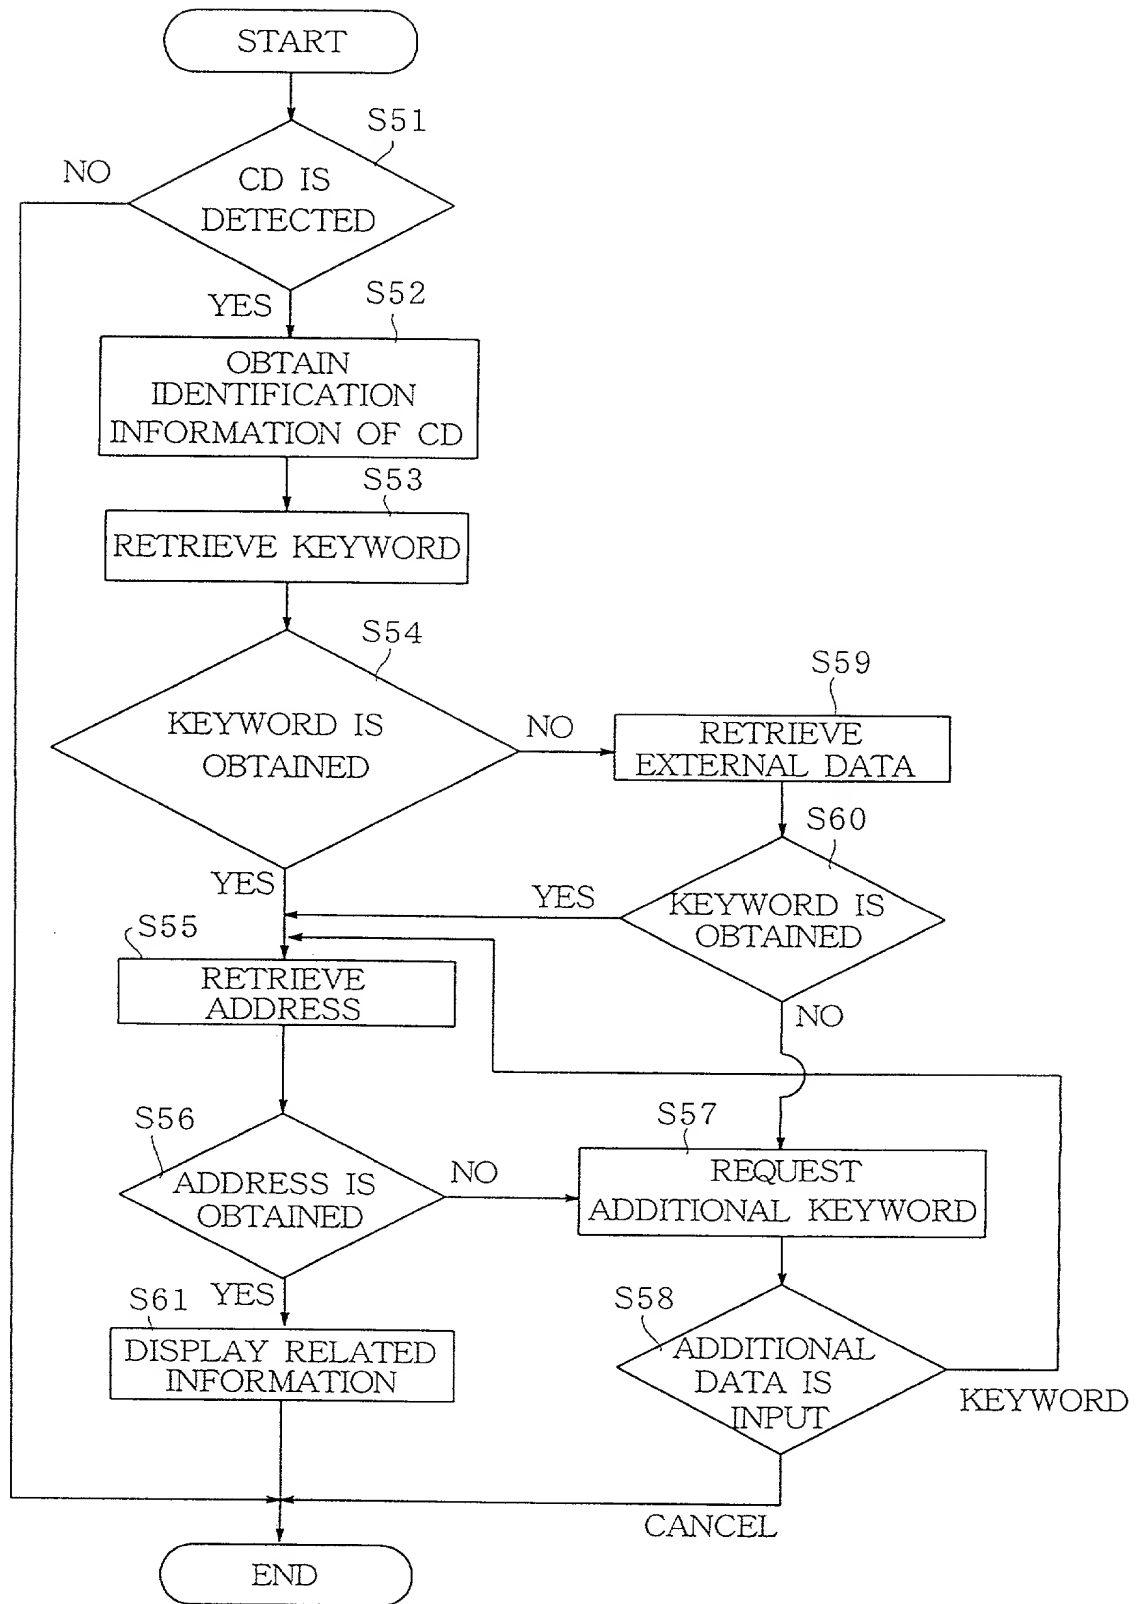 START
S51
NO
CD IS
DETECTED
YES
S52
OBTAIN
IDENTIFICATION
INFORMATION OF CD
S53
RETRIEVE KEYWORD
S54
KEYWORD IS
OBTAINED
NO
S59
RETRIEVE
EXTERNAL DATA
S60
KEYWORD IS
OBTAINED
YES
YES
NO
S55
RETRIEVE
ADDRESS
S56
ADDRESS IS
OBTAINED
NO
S57
REQUEST
ADDITIONAL KEYWORD
YES
S61
DISPLAY RELATED
INFORMATION
S58
ADDITIONAL
DATA IS
INPUT
KEYWORD
CANCEL
END